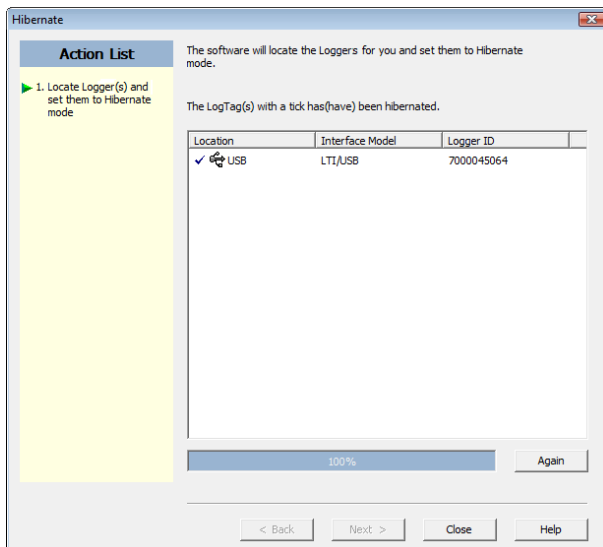 Hibernate
Action List
1. Locate Logger(s) and
set them to Hibernate
mode
The software will locate the Loggers for you and set them to Hibernate
mode.
The LogTag(s) with a tick has(have) been hibernated.
Location Interface Model Logger ID
USB LTI/USB 7000045064
100% Again
< Back Next > Close Help